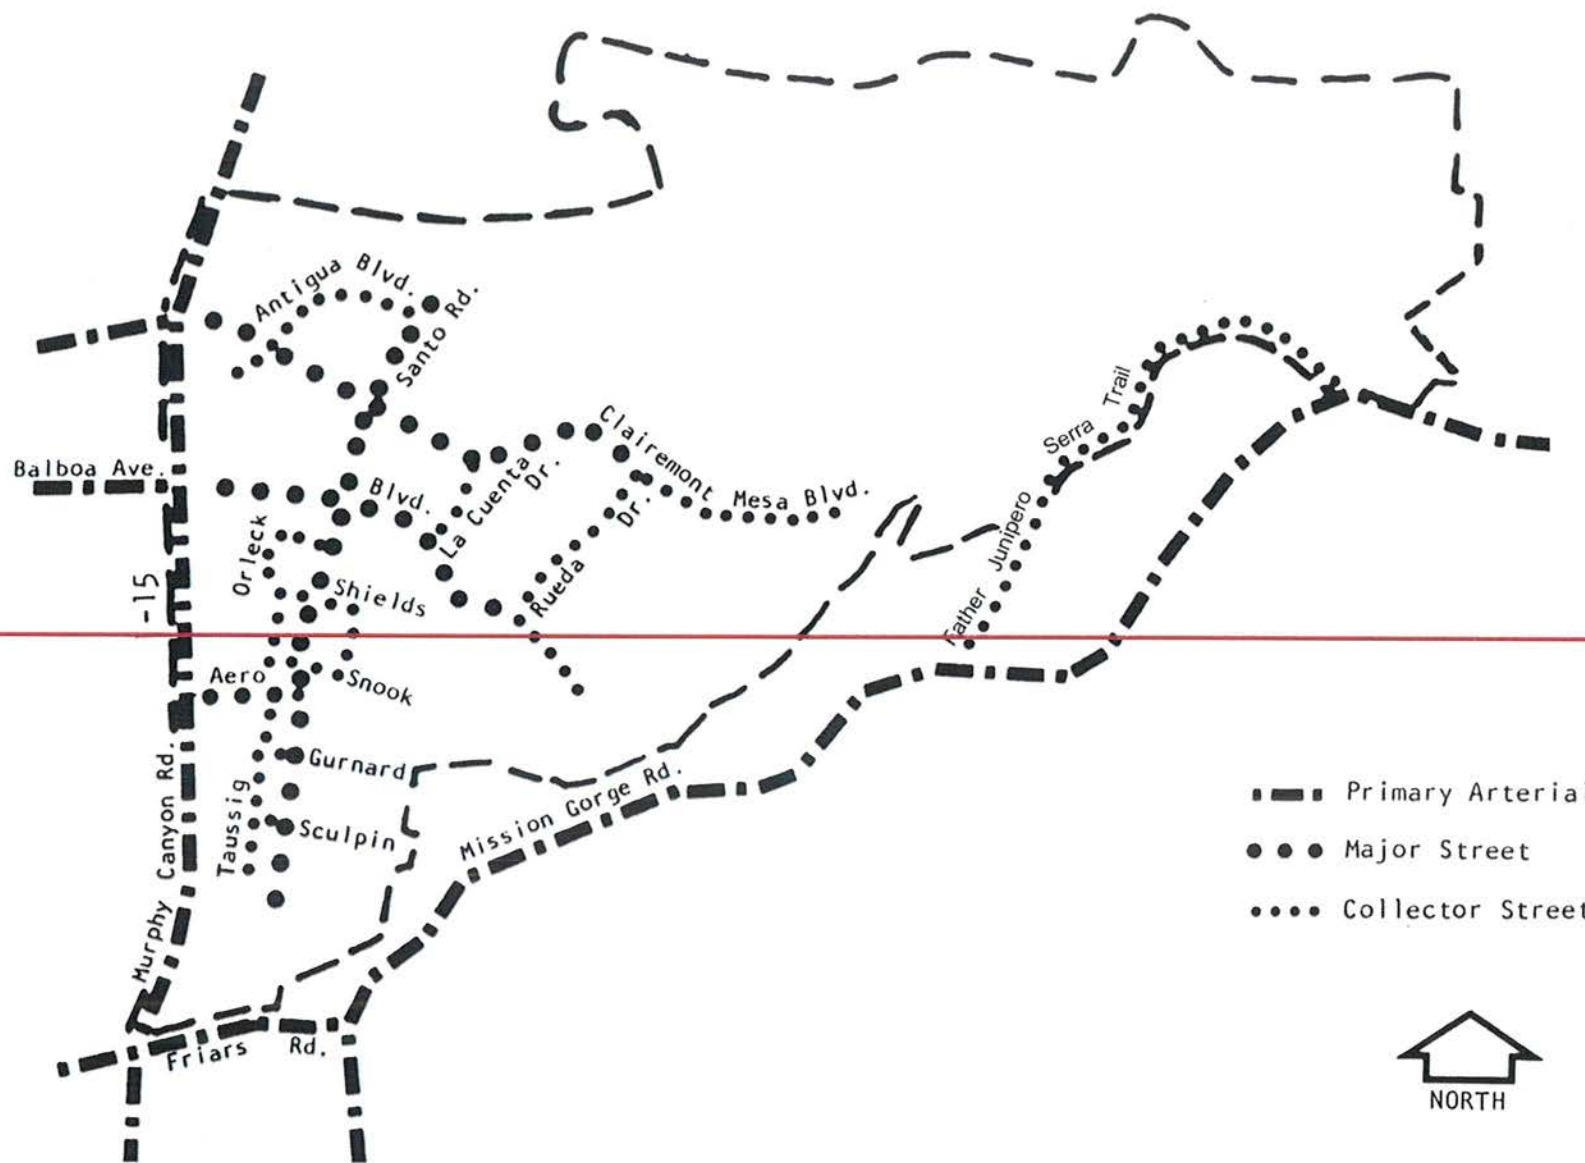 Antigua Blvd.
Santo Rd.
Clairemont Mesa Blvd.
Balboa Ave.
Blvd.
La Cuenta Dr.
Rueda Dr.
Orleck
Shields
-15
Aero
Snook
Father Junipero Serra Trail
Murphy Canyon Rd.
Gurnard
Taussig
Sculpin
Mission Gorge Rd.
Friars Rd.
Primary Arterial
Major Street
Collector Street
NORTH